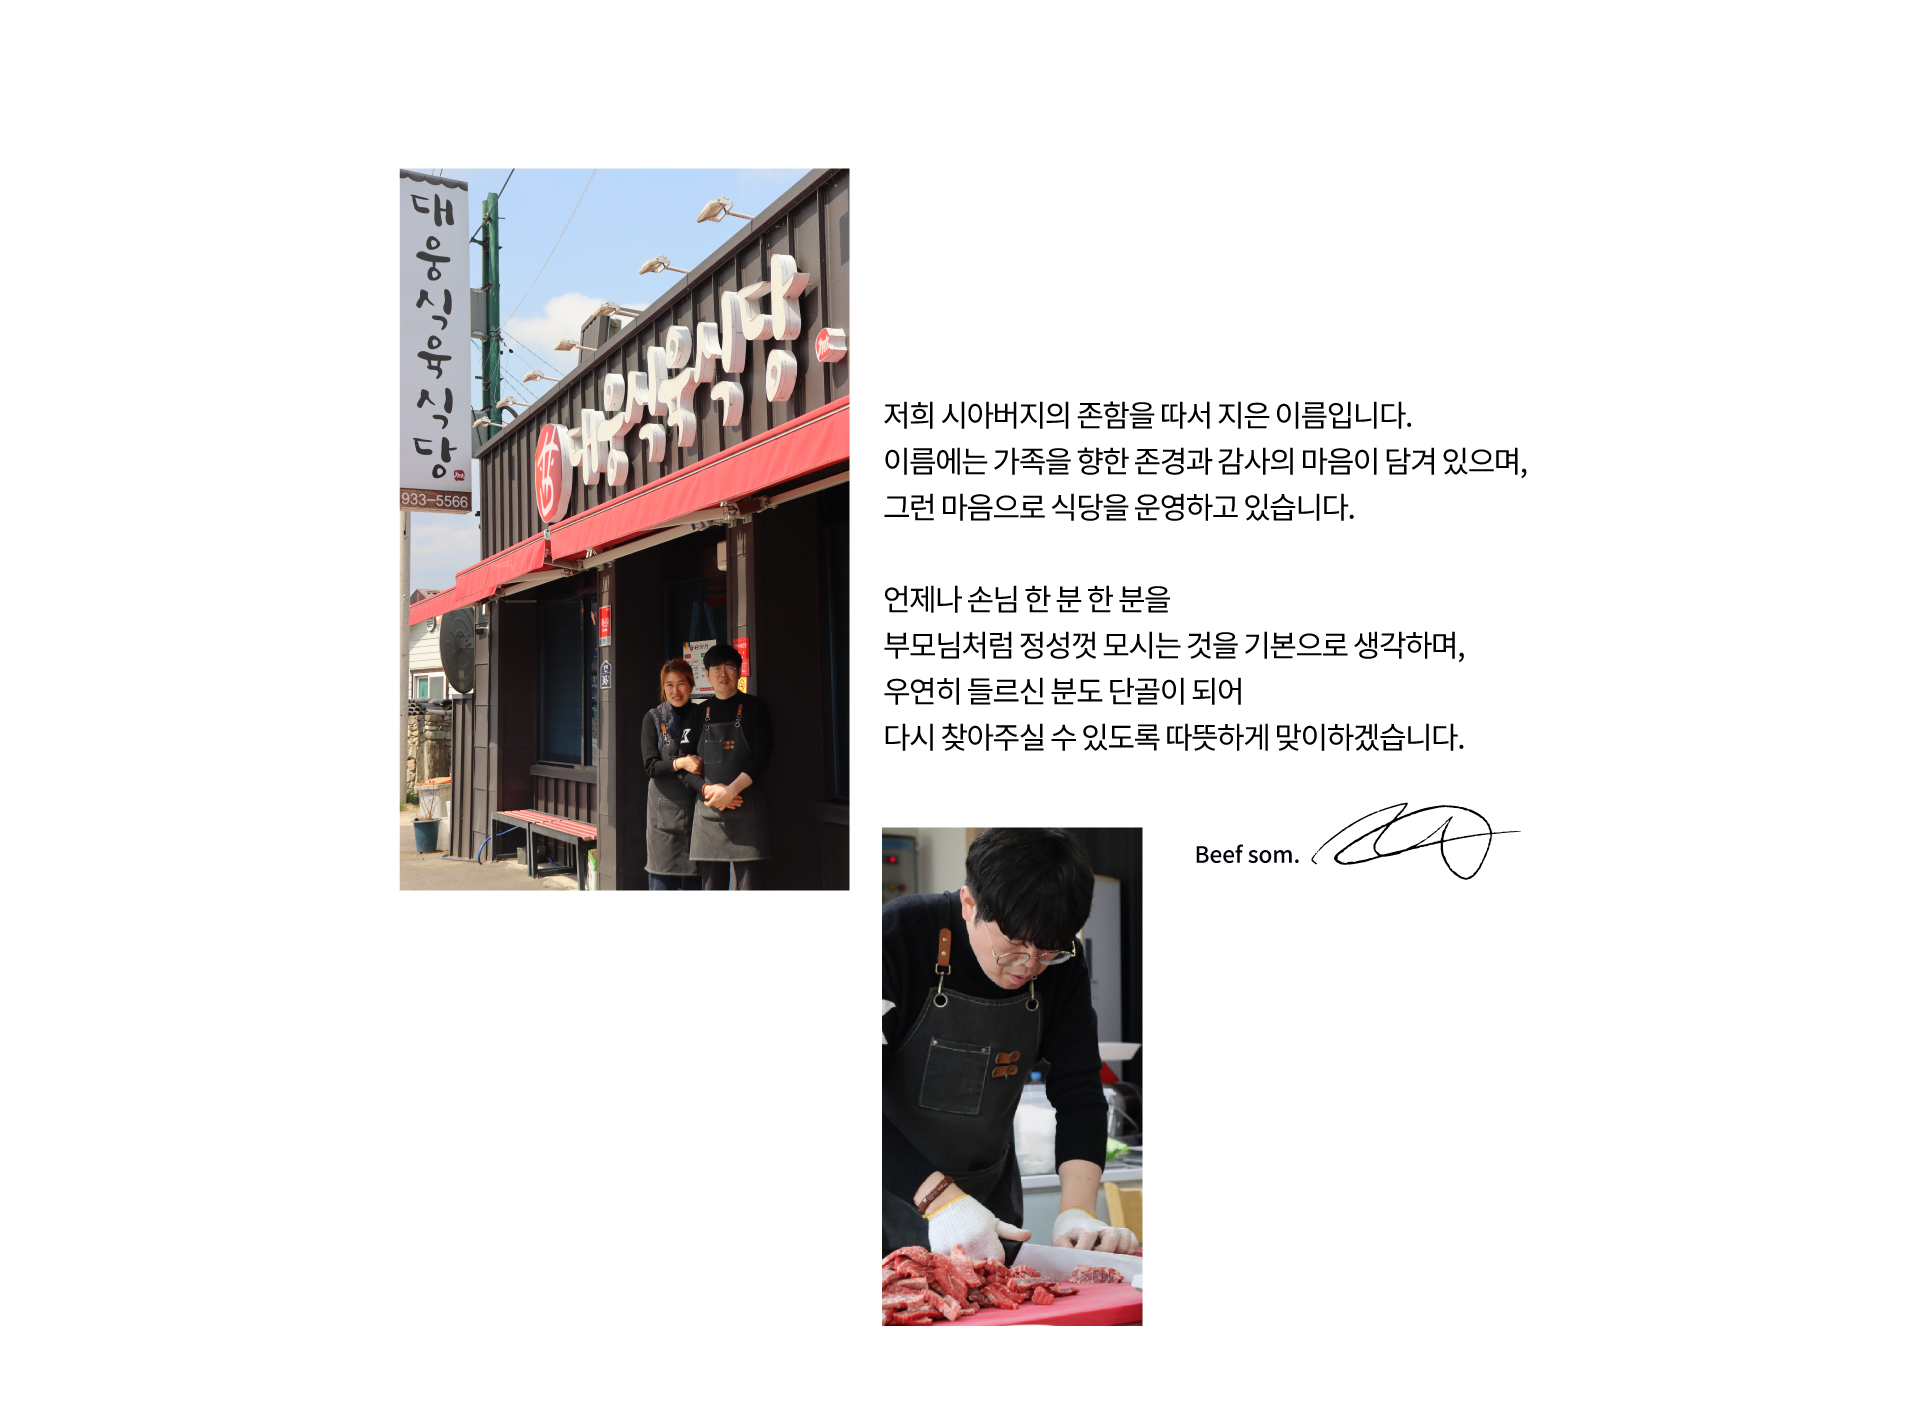 대웅식육식당
933-5566
대웅식육식당
저희 시아버지의 존함을 따서 지은 이름입니다.
이름에는 가족을 향한 존경과 감사의 마음이 담겨 있으며,
그런 마음으로 식당을 운영하고 있습니다.
언제나 손님 한 분 한 분을
부모님처럼 정성껏 모시는 것을 기본으로 생각하며,
우연히 들르신 분도 단골이 되어
다시 찾아주실 수 있도록 따뜻하게 맞이하겠습니다.
Beef som.